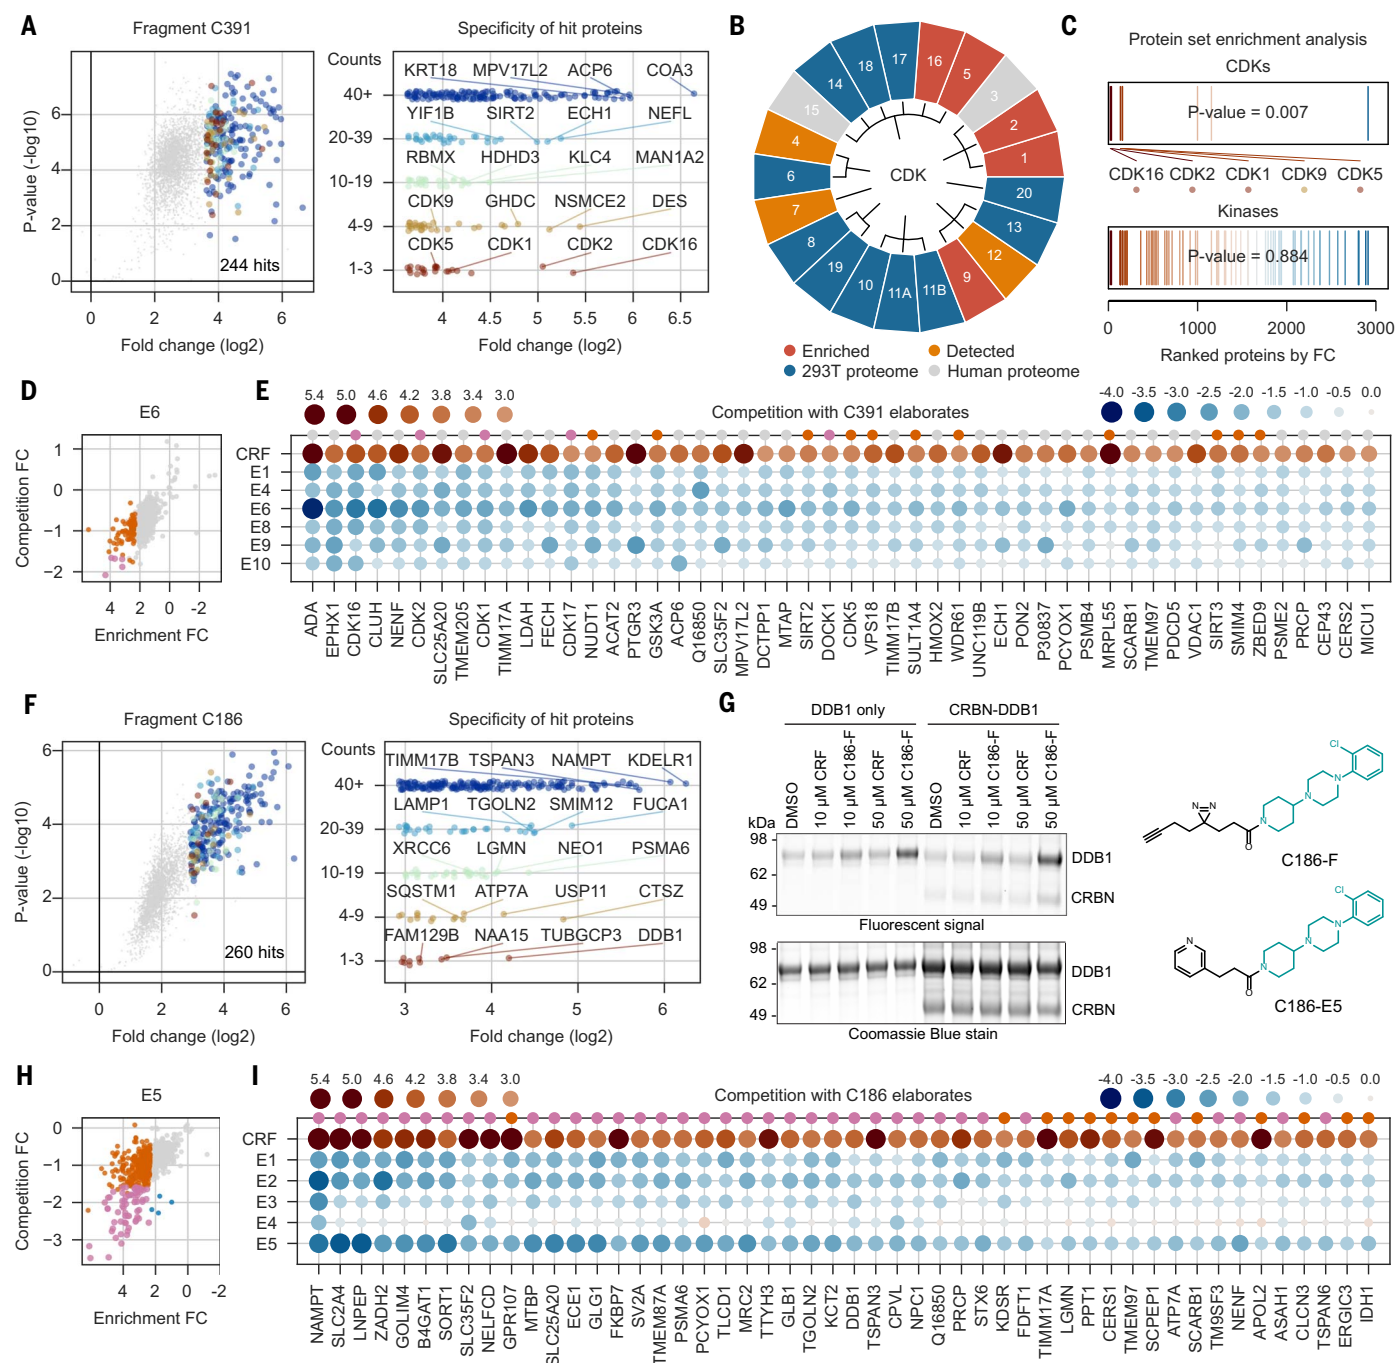 A
Fragment C391
Specificity of hit proteins
P-value (-log10)
6
4
2
0
244 hits
0
2
4
6
Fold change (log2)
Counts
KRT18 MPV17L2 ACP6 COA3
40+
YIF1B SIRT2 ECH1 NEFL
20-39
RBMX HDHD3 KLC4 MAN1A2
10-19
CDK9 GHDC NSMCE2 DES
4-9
CDK5 CDK1 CDK2 CDK16
1-3
4 4.5 5 5.5 6 6.5
Fold change (log2)
B
17
16
5
3
2
1
20
13
12
9
11B
11A
10
19
8
7
6
4
15
14
18
CDK
Enriched
Detected
293T proteome
Human proteome
C
Protein set enrichment analysis
CDKs
P-value = 0.007
CDK16 CDK2 CDK1 CDK9 CDK5
Kinases
P-value = 0.884
0 1000 2000 3000
Ranked proteins by FC
D
E6
Competition FC
1
0
−1
−2
4 2 0 -2
Enrichment FC
E
5.4 5.0 4.6 4.2 3.8 3.4 3.0
Competition with C391 elaborates
-4.0 -3.5 -3.0 -2.5 -2.0 -1.5 -1.0 -0.5 0.0
CRF
E1
E4
E6
E8
E9
E10
ADA
EPHX1
CDK16
CLUH
NENF
CDK2
SLC25A20
TMEM205
CDK1
TIMM17A
LDAH
FECH
CDK17
NUDT1
ACAT2
PTGR3
GSK3A
ACP6
Q16850
SLC35F2
MPV17L2
DCTPP1
MTAP
SIRT2
DOCK1
CDK5
VPS18
TIMM17B
SULT1A4
HMOX2
WDR61
UNC119B
ECH1
PON2
P30837
PCYOX1
PSMB4
MRPL55
SCARB1
TMEM97
PDCD5
VDAC1
SIRT3
SMIM4
ZBED9
PSME2
PRCP
CEP43
CERS2
MICU1
F
Fragment C186
Specificity of hit proteins
P-value (-log10)
6
4
2
0
260 hits
0 2 4 6
Fold change (log2)
Counts
TIMM17B TSPAN3 NAMPT KDELR1
40+
LAMP1 TGOLN2 SMIM12 FUCA1
20-39
XRCC6 LGMN NEO1 PSMA6
10-19
SQSTM1 ATP7A USP11 CTSZ
4-9
FAM129B NAA15 TUBGCP3 DDB1
1-3
3 4 5 6
Fold change (log2)
G
DDB1 only
CRBN-DDB1
DMSO
10 µM CRF
10 µM C186-F
50 µM CRF
50 µM C186-F
DMSO
10 µM CRF
10 µM C186-F
50 µM CRF
50 µM C186-F
kDa
98
62
49
DDB1
CRBN
Fluorescent signal
98
62
49
DDB1
CRBN
Coomassie Blue stain
Cl
N
N
N=N
N
O
C186-F
Cl
N
N
N
N
O
C186-E5
H
E5
Competition FC
0
−1
−2
−3
4 2 0 -2
Enrichment FC
I
5.4 5.0 4.6 4.2 3.8 3.4 3.0
Competition with C186 elaborates
-4.0 -3.5 -3.0 -2.5 -2.0 -1.5 -1.0 -0.5 0.0
CRF
E1
E2
E3
E4
E5
NAMPT
SLC2A4
LNPEP
ZADH2
GOLIM4
B4GAT1
SORT1
SLC35F2
NELFCD
GPR107
MTBP
SLC25A20
ECE1
GLG1
FKBP7
SV2A
TMEM87A
PSMA6
PCYOX1
TLCD1
MRC2
TTYH3
GLB1
TGOLN2
KCT2
DDB1
TSPAN3
CPVL
NPC1
Q16850
PRCP
STX6
KDSR
FDFT1
TIMM17A
LGMN
PPT1
CERS1
TMEM97
SCPEP1
ATP7A
SCARB1
TM9SF3
NENF
APOL2
ASAH1
CLCN3
TSPAN6
ERGIC3
IDH1